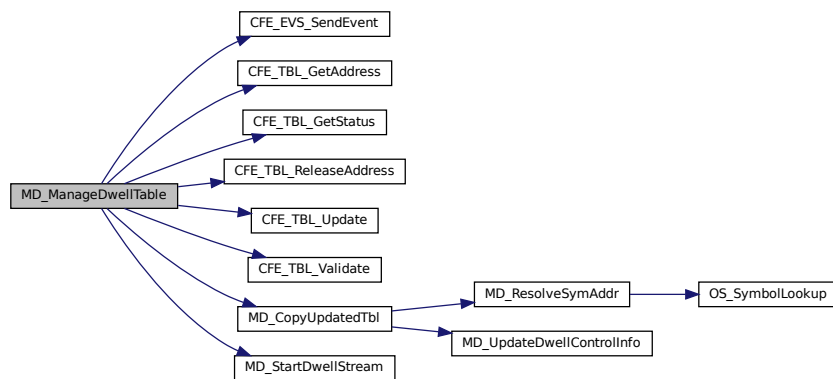 CFE_EVS_SendEvent
CFE_TBL_GetAddress
CFE_TBL_GetStatus
CFE_TBL_ReleaseAddress
MD_ManageDwellTable
CFE_TBL_Update
CFE_TBL_Validate
MD_CopyUpdatedTbl
MD_ResolveSymAddr
OS_SymbolLookup
MD_UpdateDwellControlInfo
MD_StartDwellStream